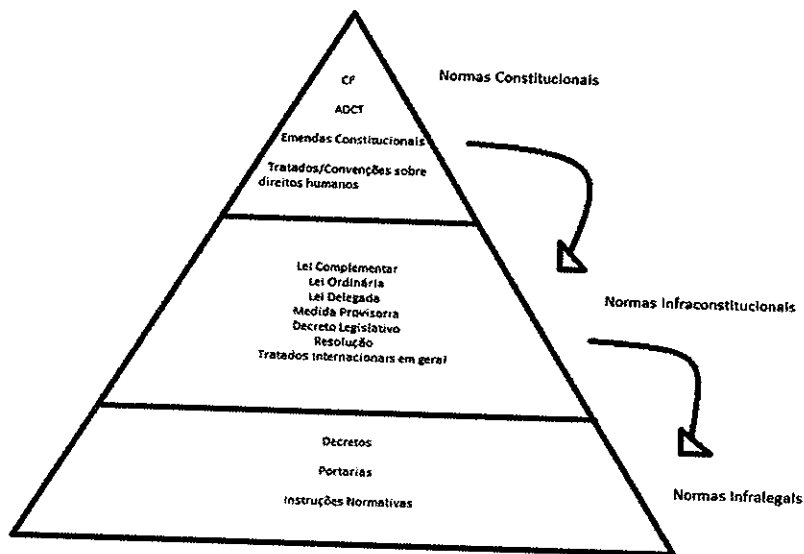 CF
Normas Constitucionais
ADCT
Emendas Constitucionais
Tratados/Convenções sobre
direitos humanos
Lei Complementar
Lei Ordinária
Lei Delegada
Medida Provisoria
Decreto Legislativo
Resolução
Tratados Internacionais em geral
Normas Infraconstitucionais
Decretos
Portarias
Instruções Normativas
Normas Infralegais